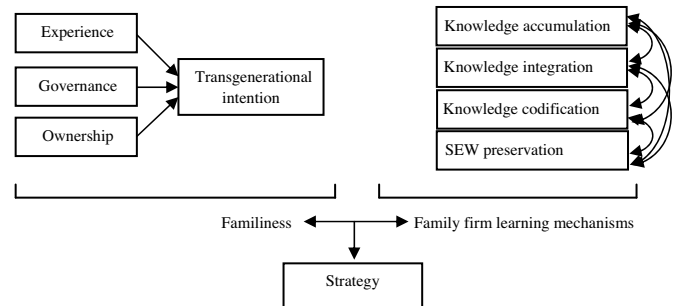 Experience
Governance
Ownership
Transgenerational
intention
Knowledge accumulation
Knowledge integration
Knowledge codification
SEW preservation
Familiness
Family firm learning mechanisms
Strategy